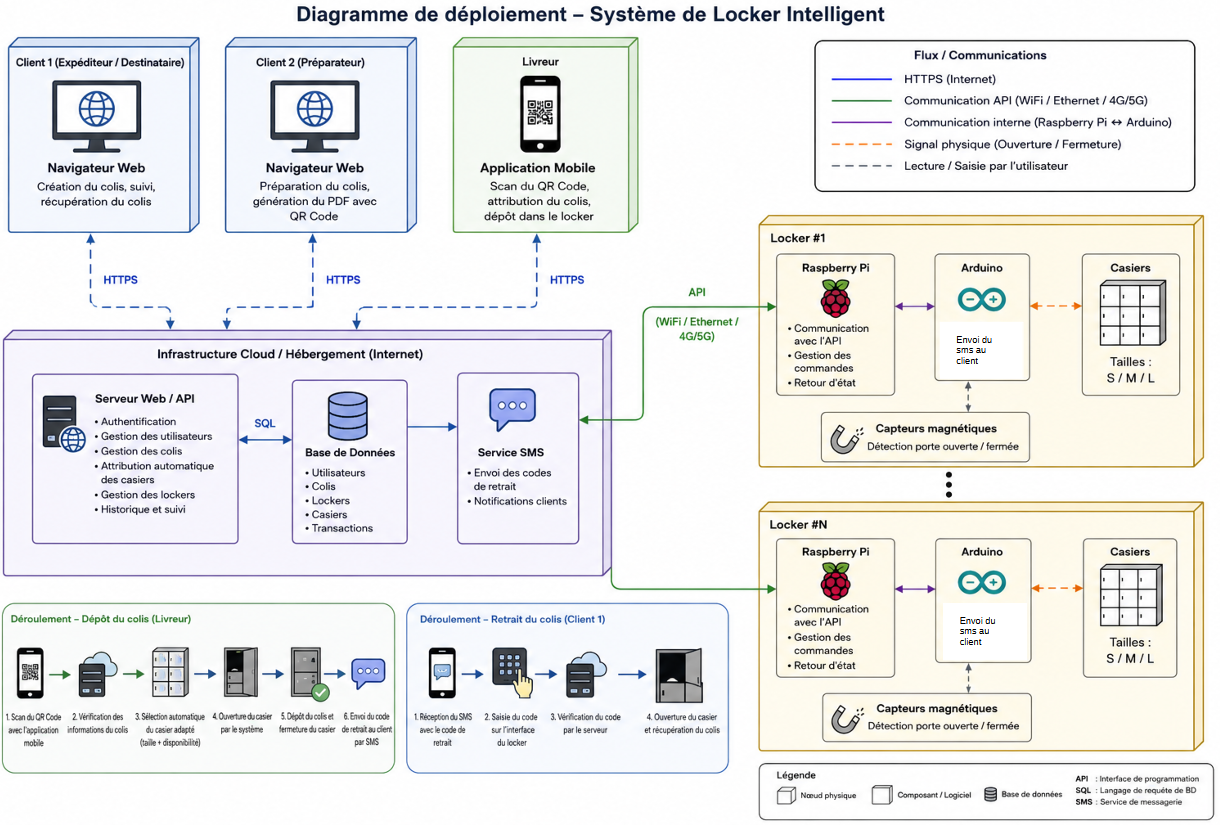 Diagramme de déploiement – Système de Locker Intelligent
Client 1 (Expéditeur / Destinataire)
Navigateur Web
Création du colis, suivi,
récupération du colis
Client 2 (Préparateur)
Navigateur Web
Préparation du colis,
génération du PDF avec
QR Code
Livreur
Application Mobile
Scan du QR Code,
attribution du colis,
dépôt dans le locker
Flux / Communications
HTTPS (Internet)
Communication API (WiFi / Ethernet / 4G/5G)
Communication interne (Raspberry Pi ↔ Arduino)
Signal physique (Ouverture / Fermeture)
Lecture / Saisie par l'utilisateur
HTTPS
HTTPS
HTTPS
API
(WiFi / Ethernet /
4G/5G)
Infrastructure Cloud / Hébergement (Internet)
Serveur Web / API
• Authentification
• Gestion des utilisateurs
• Gestion des colis
• Attribution automatique
des casiers
• Gestion des lockers
• Historique et suivi
SQL
Base de Données
• Utilisateurs
• Colis
• Lockers
• Casiers
• Transactions
Service SMS
• Envoi des codes
de retrait
• Notifications clients
Locker #1
Raspberry Pi
• Communication
avec l'API
• Gestion des
commandes
• Retour d'état
Arduino
Envoi du
sms au
client
Casiers
Tailles :
S / M / L
Capteurs magnétiques
Détection porte ouverte / fermée
Locker #N
Raspberry Pi
• Communication
avec l'API
• Gestion des
commandes
• Retour d'état
Arduino
Envoi du
sms au
client
Casiers
Tailles :
S / M / L
Capteurs magnétiques
Détection porte ouverte / fermée
Déroulement – Dépôt du colis (Livreur)
1. Scan du QR Code
avec l'application
mobile
2. Vérification des
informations du colis
3. Sélection automatique
du casier adapté
(taille + disponibilité)
4. Ouverture du casier
par le système
5. Dépôt du colis et
fermeture du casier
6. Envoi du code
de retrait au client
par SMS
Déroulement – Retrait du colis (Client 1)
1. Réception du SMS
avec le code de
retrait
2. Saisie du code
sur l'interface
du locker
3. Vérification du code
par le serveur
4. Ouverture du casier
et récupération du colis
Légende
Nœud physique
Composant / Logiciel
Base de données
API : Interface de programmation
SQL : Langage de requête de BD
SMS : Service de messagerie